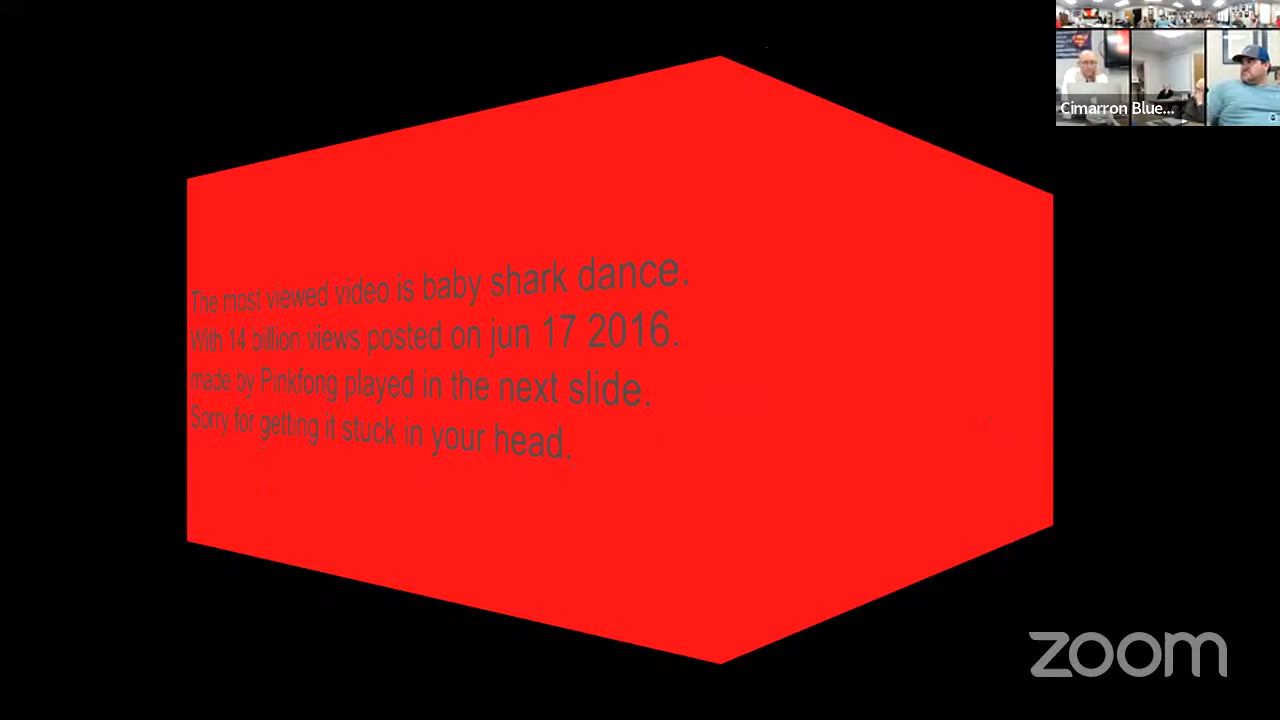 Cimarron Blue...
The most viewed video is baby shark dance.
With 14 billion views posted on jun 17 2016.
made by Pinkfong played in the next slide.
Sorry for getting it stuck in your head.
zoom